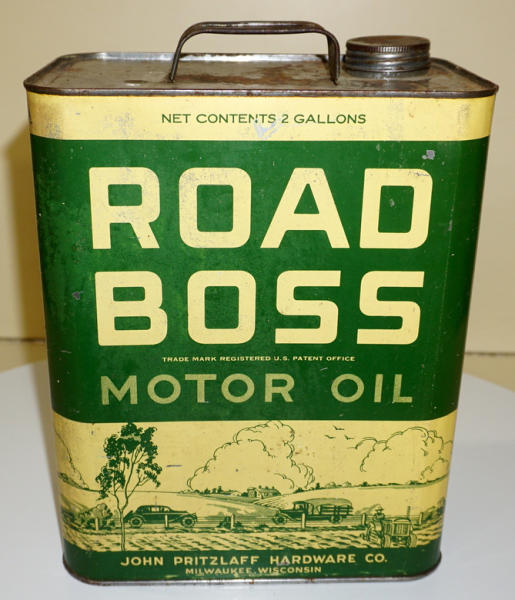 NET CONTENTS 2 GALLONS
ROAD
BOSS
TRADE MARK REGISTERED U.S. PATENT OFFICE
MOTOR OIL
JOHN PRITZLAFF HARDWARE CO.
MILWAUKEE, WISCONSIN